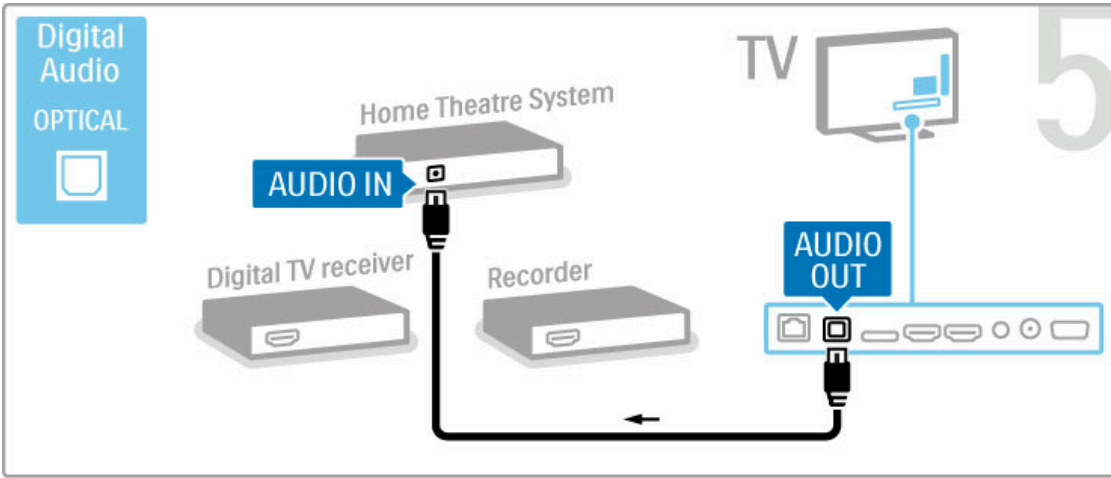 Digital
Audio
OPTICAL
TV
5
Home Theatre System
AUDIO IN
Digital TV receiver
Recorder
AUDIO
OUT